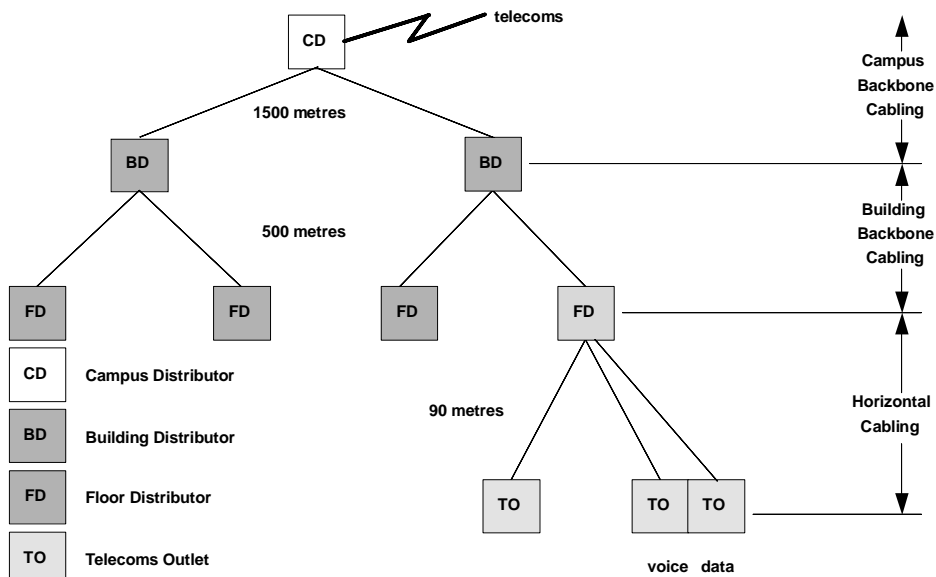 telecoms
CD
Campus
Backbone
Cabling
1500 metres
BD
BD
Building
Backbone
Cabling
500 metres
FD
FD
FD
FD
CD
Campus Distributor
90 metres
Horizontal
Cabling
BD
Building Distributor
FD
Floor Distributor
TO
TO
TO
TO
Telecoms Outlet
voice data